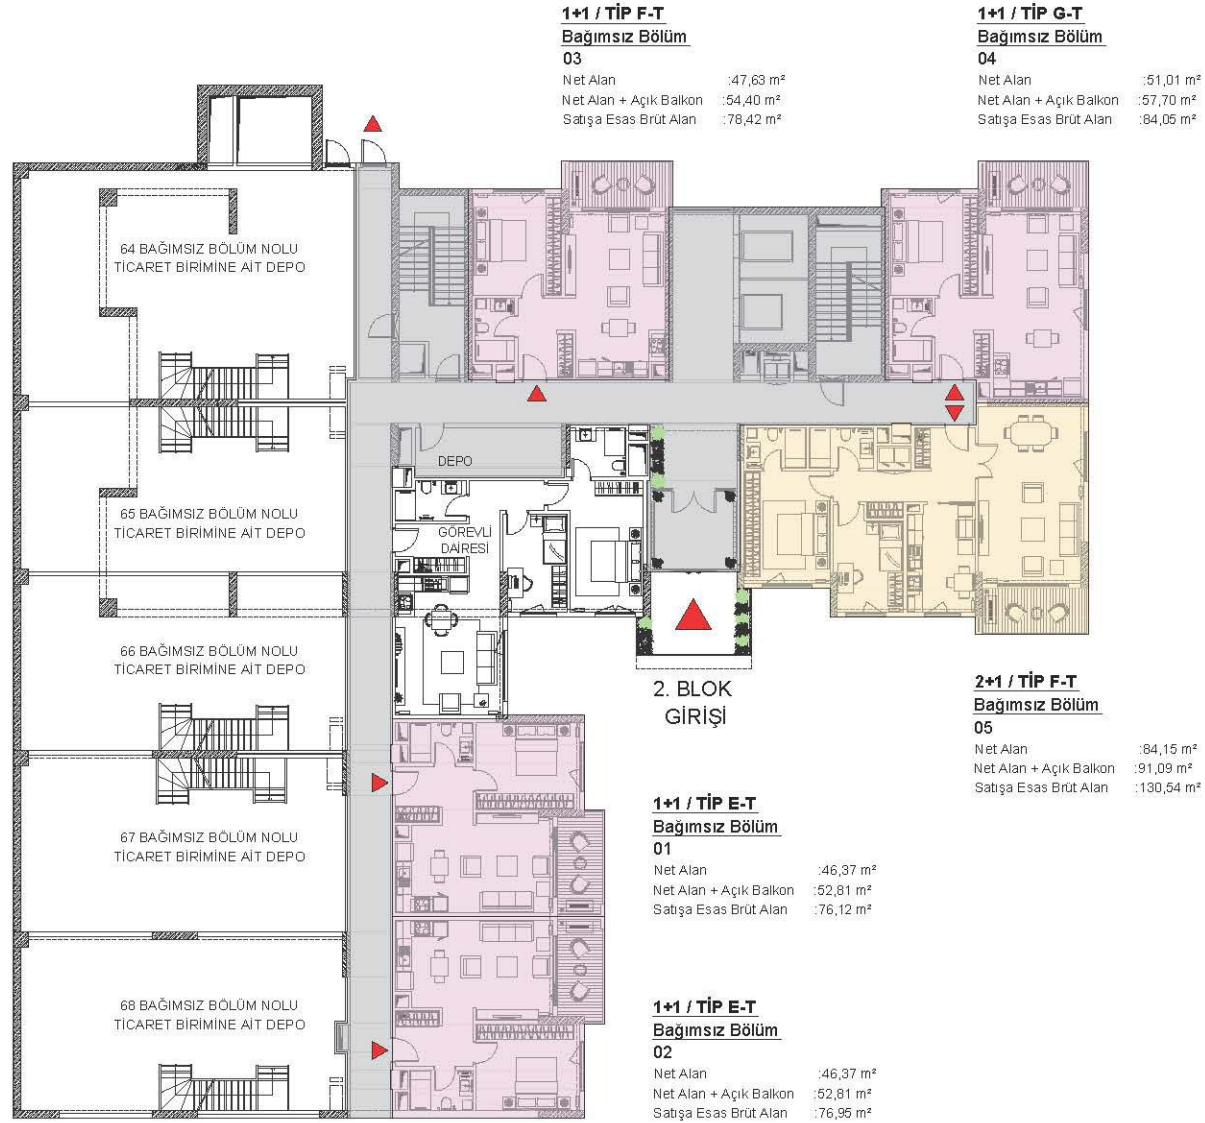 1+1 / TİP F-T
Bağımsız Bölüm
03
Net Alan :47,63 m²
Net Alan + Açık Balkon :54,40 m²
Satışa Esas Brüt Alan :78,42 m²
1+1 / TİP G-T
Bağımsız Bölüm
04
Net Alan :51,01 m²
Net Alan + Açık Balkon :57,70 m²
Satışa Esas Brüt Alan :84,05 m²
64 BAĞIMSIZ BÖLÜM NOLU
TİCARET BİRİMİNE AİT DEPO
DEPO
65 BAĞIMSIZ BÖLÜM NOLU
TİCARET BİRİMİNE AİT DEPO
GÖREVLİ
DAİRESİ
66 BAĞIMSIZ BÖLÜM NOLU
TİCARET BİRİMİNE AİT DEPO
2. BLOK
GİRİŞİ
2+1 / TİP F-T
Bağımsız Bölüm
05
Net Alan :84,15 m²
Net Alan + Açık Balkon :91,09 m²
Satışa Esas Brüt Alan :130,54 m²
67 BAĞIMSIZ BÖLÜM NOLU
TİCARET BİRİMİNE AİT DEPO
1+1 / TİP E-T
Bağımsız Bölüm
01
Net Alan :46,37 m²
Net Alan + Açık Balkon :52,81 m²
Satışa Esas Brüt Alan :76,12 m²
68 BAĞIMSIZ BÖLÜM NOLU
TİCARET BİRİMİNE AİT DEPO
1+1 / TİP E-T
Bağımsız Bölüm
02
Net Alan :46,37 m²
Net Alan + Açık Balkon :52,81 m²
Satışa Esas Brüt Alan :76,95 m²